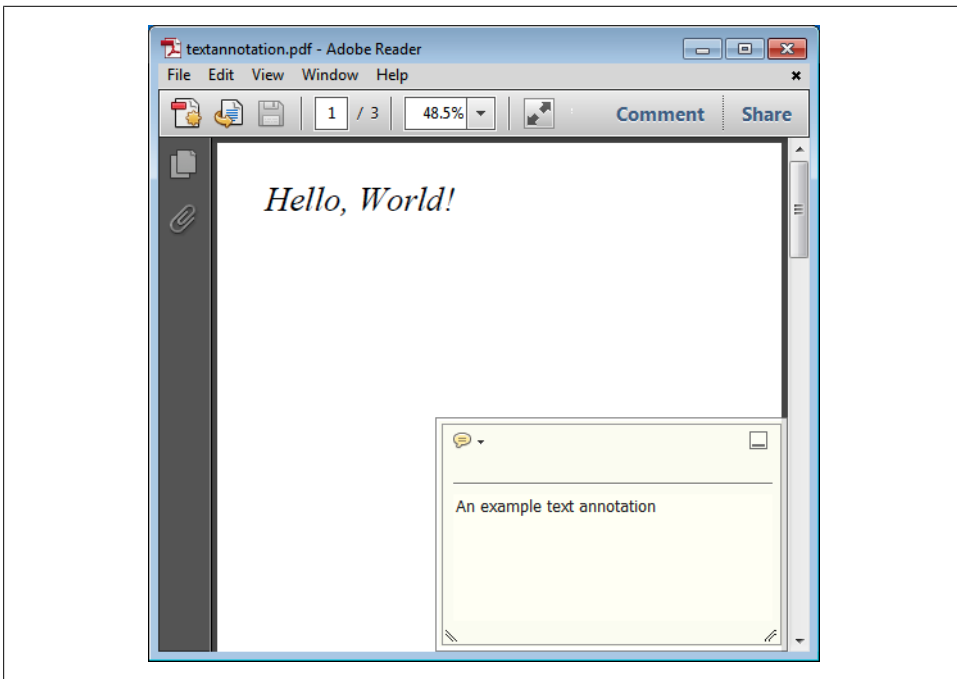 textannotation.pdf - Adobe Reader
File Edit View Window Help
1 / 3 48.5% Comment Share
Hello, World!
An example text annotation